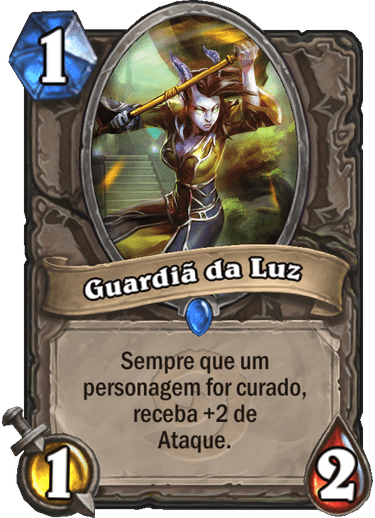 1
Guardiã da Luz
Sempre que um
personagem for curado,
receba +2 de
Ataque.
1
2